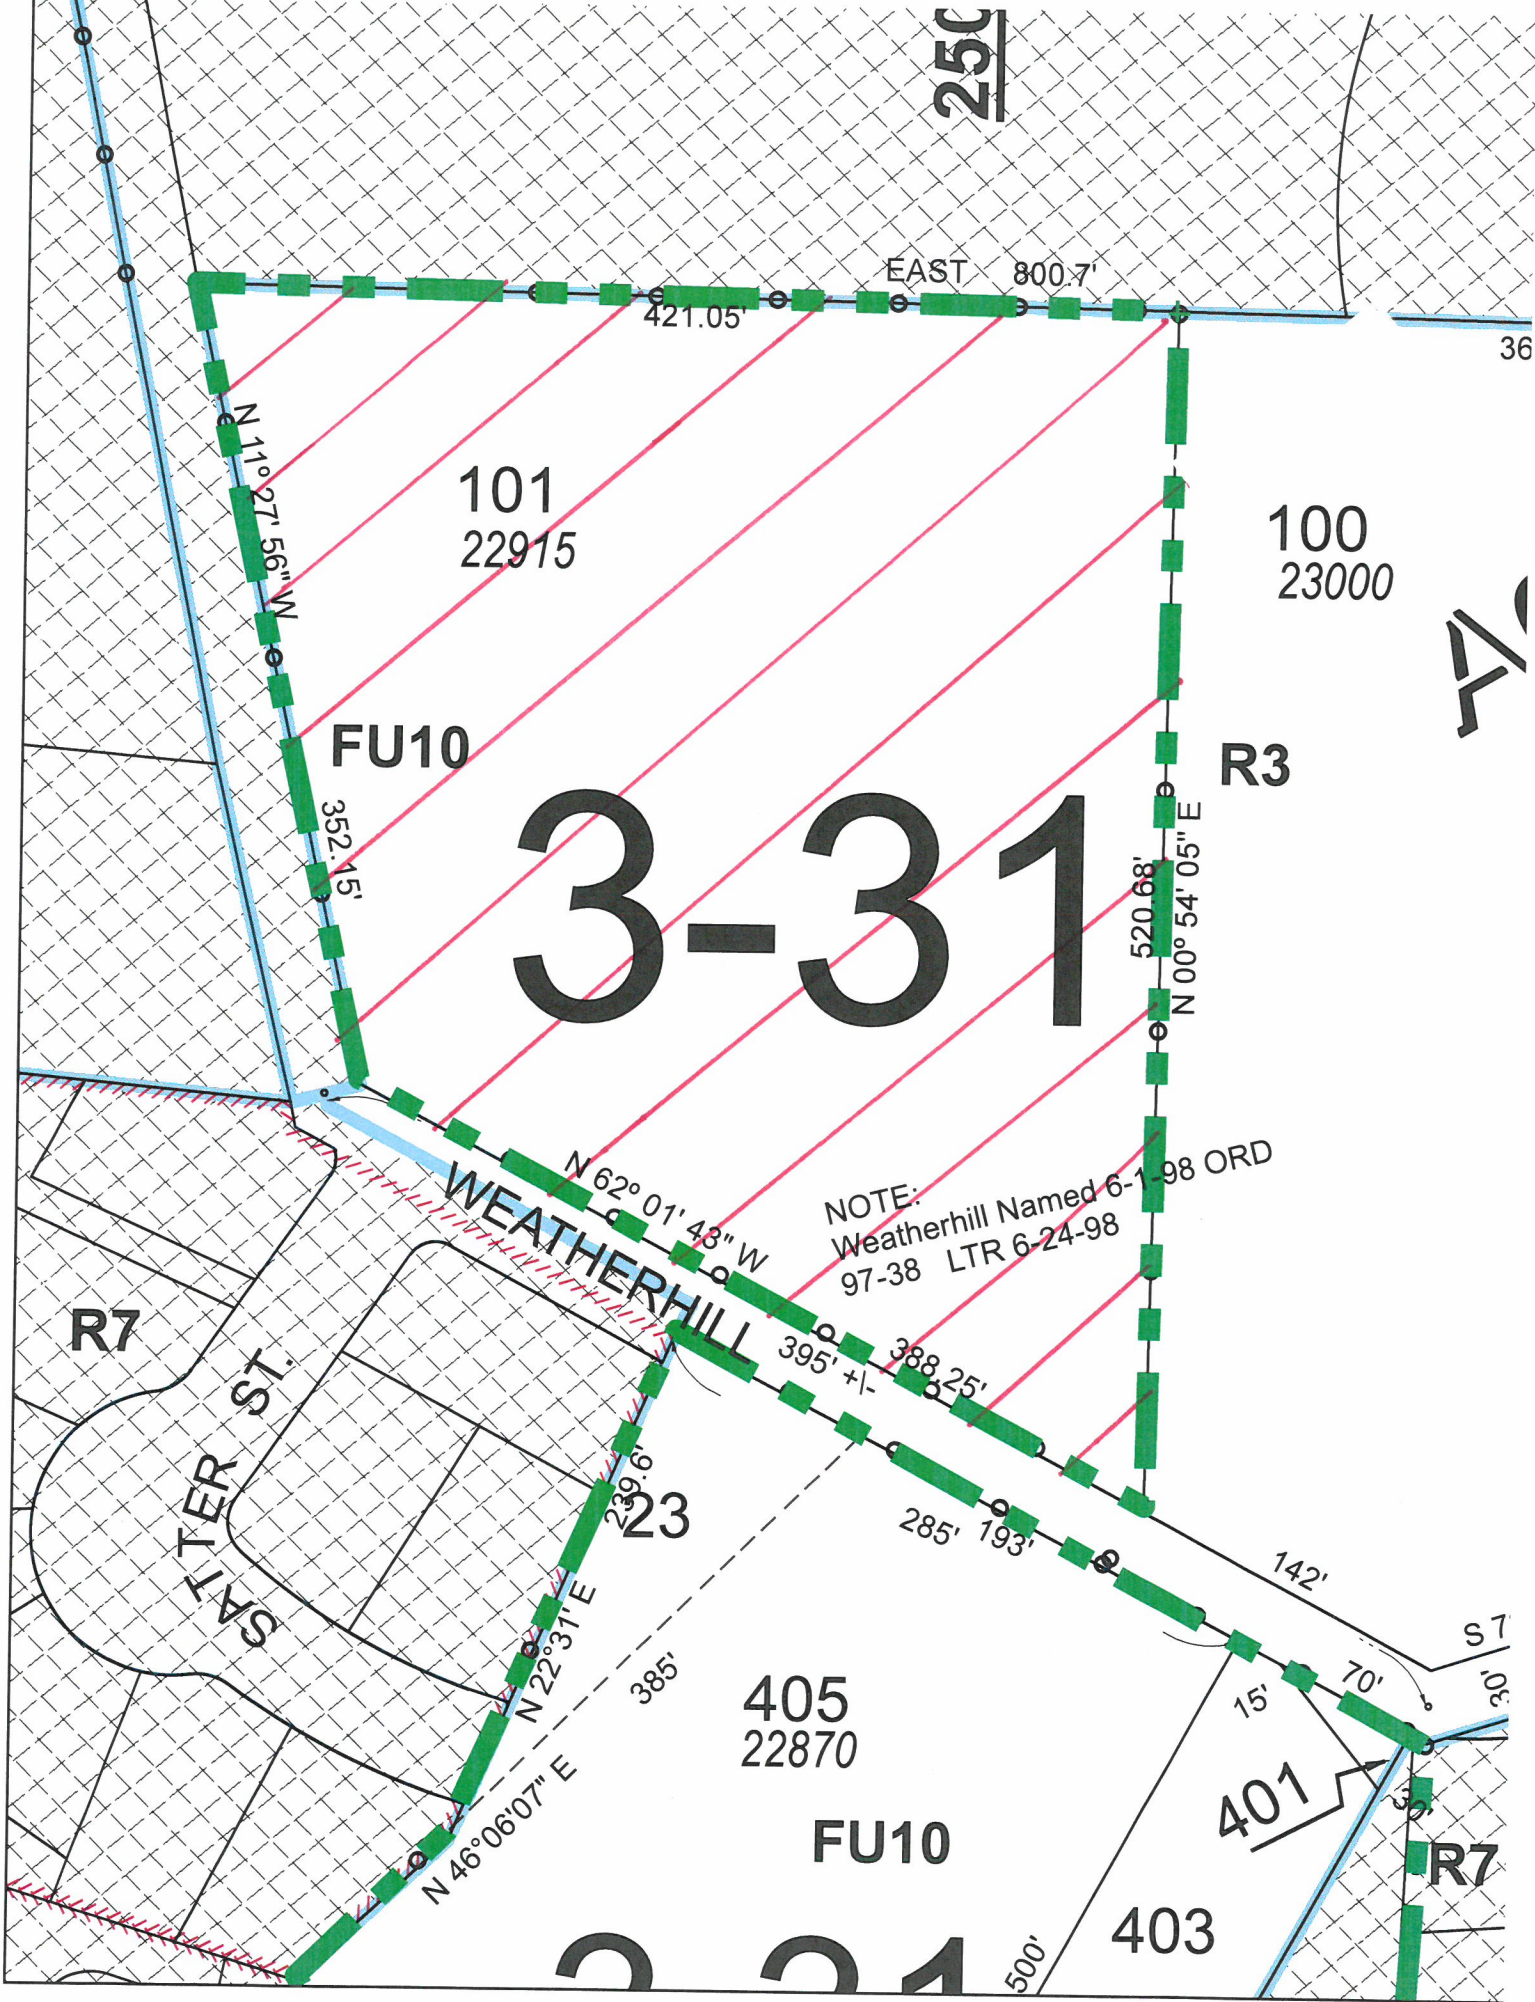 250
EAST 800.7'
421.05'
36
N 11° 27' 56" W
352.15'
101
22915
100
23000
FU10
R3
3-31
520.68'
N 00° 54' 05" E
N 62° 01' 43" W
WEATHERHILL
NOTE:
Weatherhill Named 6-1-98 ORD
97-38 LTR 6-24-98
395' +/-
388.25'
R7
SATTER ST.
239.6'
23
N 22°31' E
285'
193'
142'
S 7
30'
385'
405
22870
15'
70'
401
30'
N 46°06'07" E
FU10
R7
403
500'